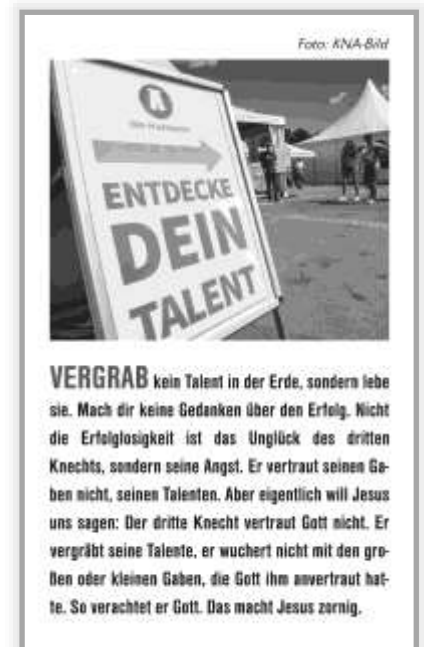 Foto: KNA-Bild
ENTDECKE
DEIN
TALENT
VERGRAB kein Talent in der Erde, sondern lebe
sie. Mach dir keine Gedanken über den Erfolg. Nicht
die Erfolglosigkeit ist das Unglück des dritten
Knechts, sondern seine Angst. Er vertraut seinen Ga-
ben nicht, seinen Talenten. Aber eigentlich will Jesus
uns sagen: Der dritte Knecht vertraut Gott nicht. Er
vergräbt seine Talente, er wuchert nicht mit den gro-
ßen oder kleinen Gaben, die Gott ihm anvertraut hat-
te. So verachtet er Gott. Das macht Jesus zornig.